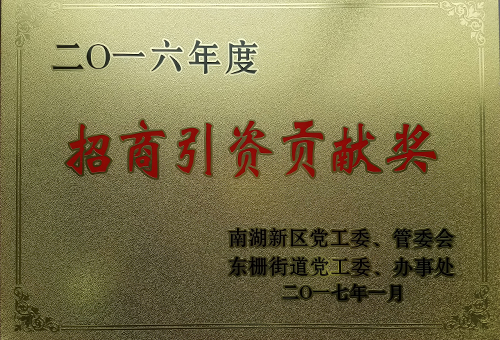 二〇一六年度
招商引资贡献奖
南湖新区党工委、管委会
东栅街道党工委、办事处
二〇一七年一月